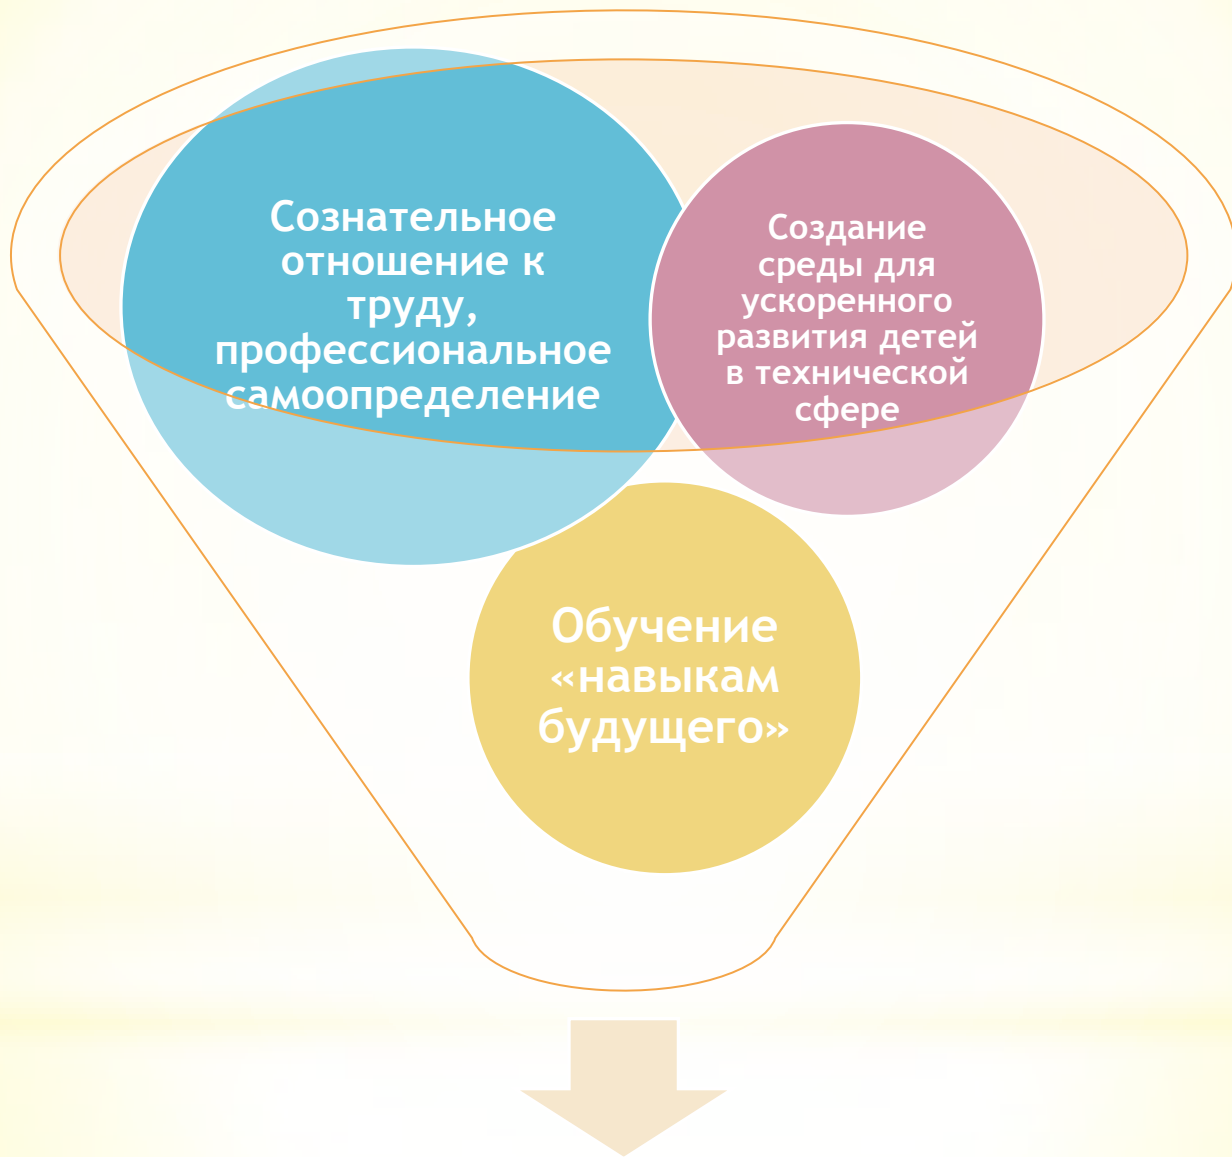 Сознательное
отношение к
труду,
профессиональное
самоопределение
Создание
среды для
ускоренного
развития детей
в технической
сфере
Обучение
«навыкам
будущего»